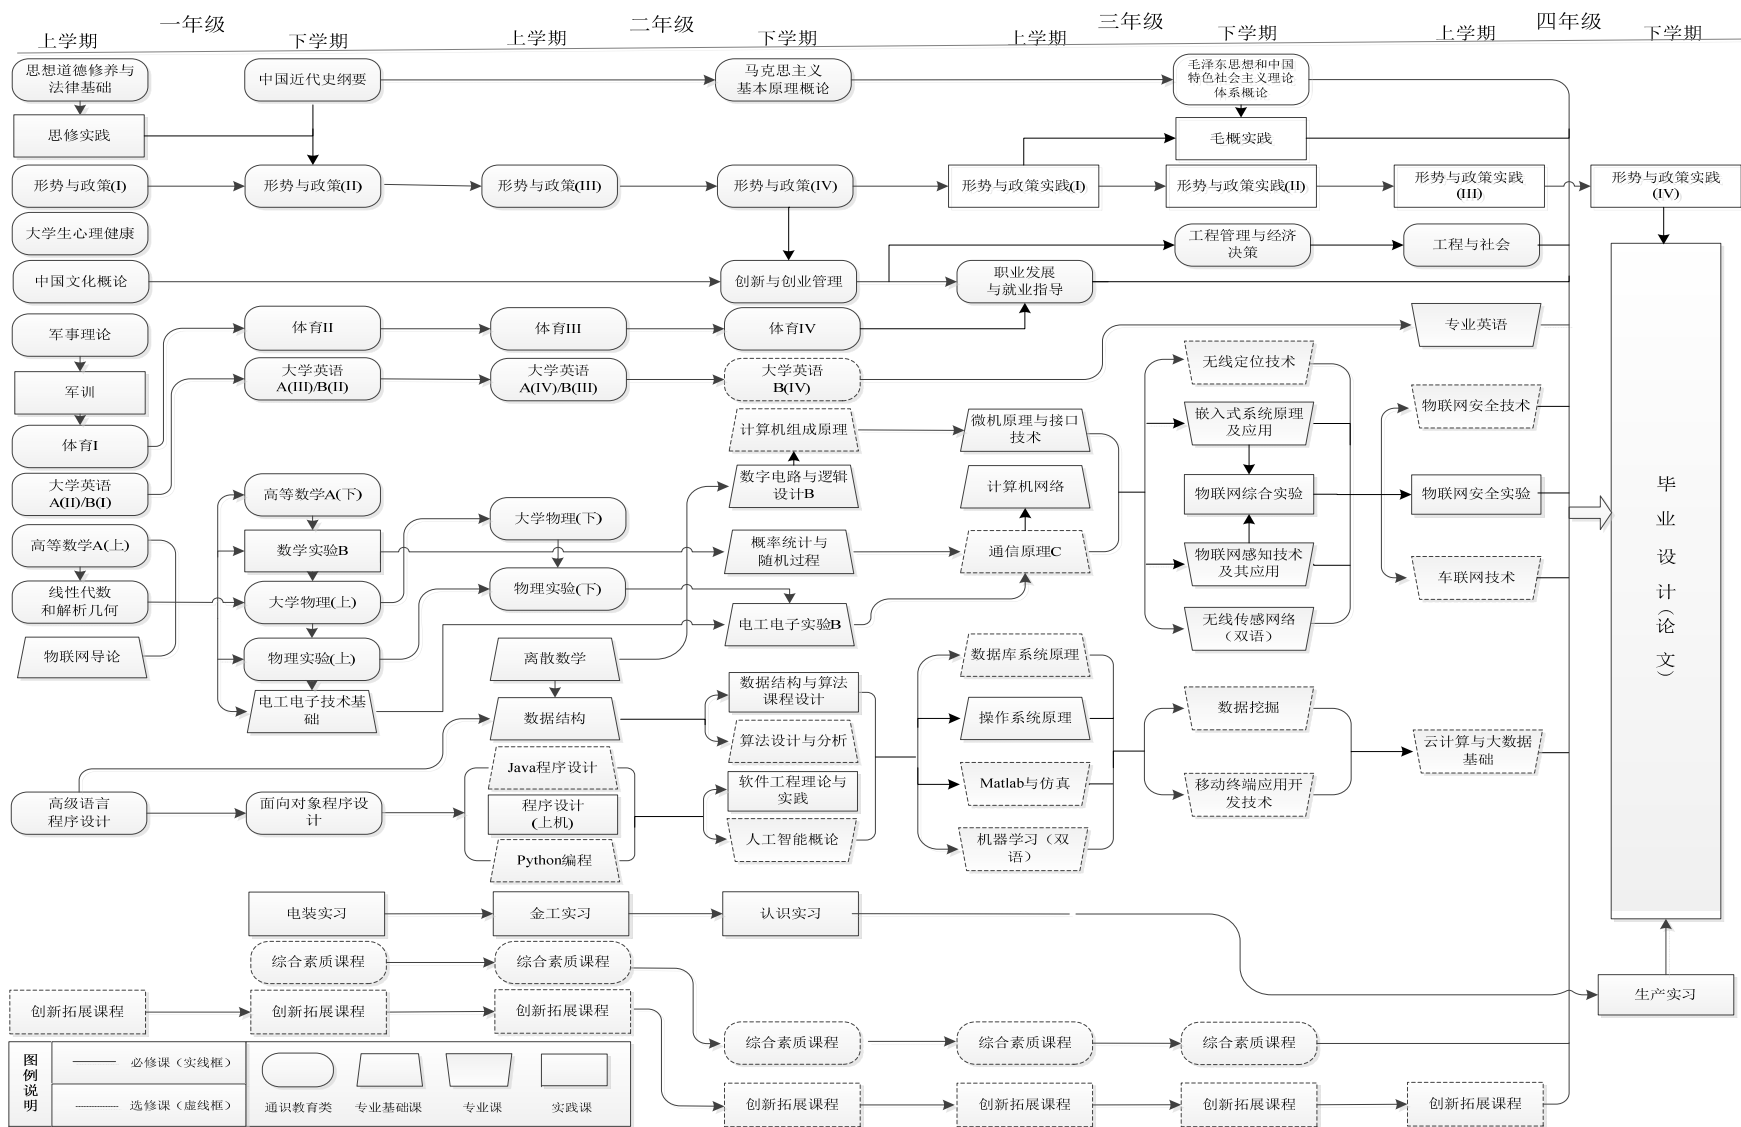 一年级
二年级
三年级
四年级
上学期
下学期
上学期
下学期
上学期
下学期
上学期
下学期
思想道德修养与
法律基础
中国近代史纲要
马克思主义
基本原理概论
毛泽东思想和中国
特色社会主义理论
体系概论
思修实践
毛概实践
形势与政策(I)
形势与政策(II)
形势与政策(III)
形势与政策(IV)
形势与政策实践(I)
形势与政策实践(II)
形势与政策实践
(III)
形势与政策实践
(IV)
大学生心理健康
工程管理与经济
决策
工程与社会
中国文化概论
创新与创业管理
职业发展
与就业指导
军事理论
体育II
体育III
体育IV
专业英语
军训
大学英语
A(III)/B(II)
大学英语
A(IV)/B(III)
大学英语
B(IV)
无线定位技术
体育I
计算机组成原理
微机原理与接口
技术
嵌入式系统原理
及应用
物联网安全技术
大学英语
A(II)/B(I)
高等数学A(下)
大学物理(下)
数字电路与逻辑
设计B
计算机网络
物联网综合实验
物联网安全实验
高等数学A(上)
数学实验B
概率统计与
随机过程
通信原理C
物联网感知技术
及其应用
车联网技术
线性代数
和解析几何
大学物理(上)
物理实验(下)
电工电子实验B
无线传感网络
（双语）
物联网导论
物理实验(上)
离散数学
数据库系统原理
电工电子技术基
础
数据结构
数据结构与算法
课程设计
操作系统原理
数据挖掘
算法设计与分析
云计算与大数据
基础
Java程序设计
软件工程理论与
实践
Matlab与仿真
移动终端应用开
发技术
高级语言
程序设计
面向对象程序设
计
程序设计
(上机)
人工智能概论
机器学习（双
语）
Python编程
毕
业
设
计
(论
文
)
电装实习
金工实习
认识实习
综合素质课程
综合素质课程
生产实习
创新拓展课程
创新拓展课程
创新拓展课程
综合素质课程
综合素质课程
综合素质课程
创新拓展课程
创新拓展课程
创新拓展课程
创新拓展课程
图
例
说
明
必修课（实线框）
选修课（虚线框）
通识教育类
专业基础课
专业课
实践课